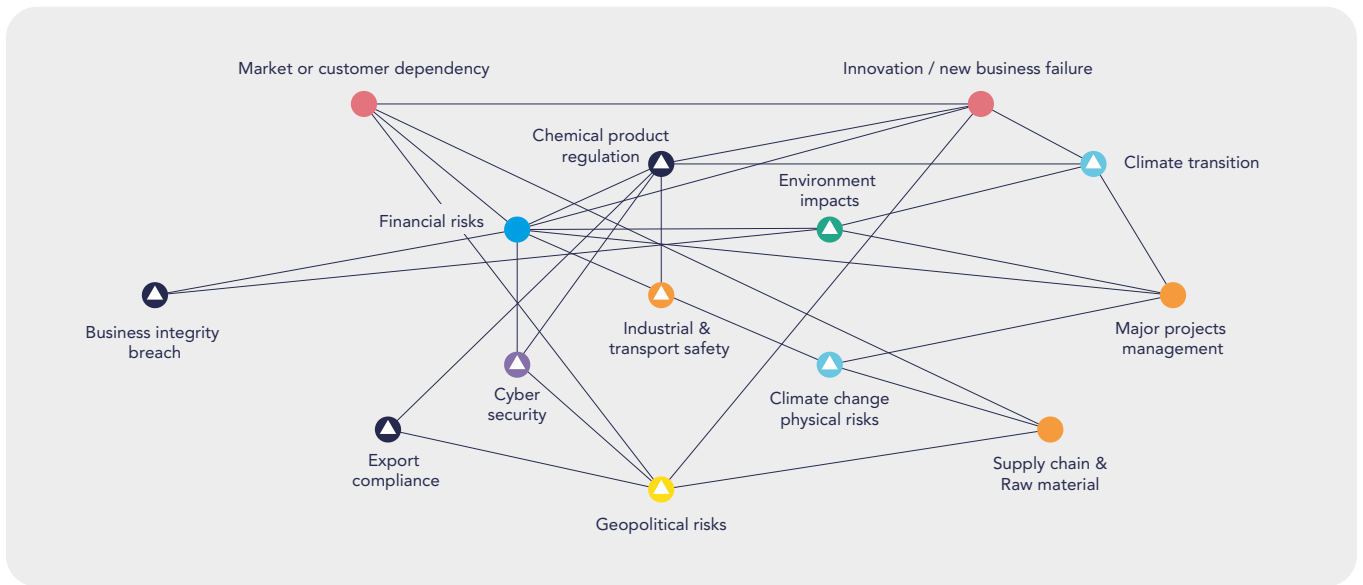 Market or customer dependency
Innovation / new business failure
Chemical product
regulation
Climate transition
Environment
impacts
Financial risks
Business integrity
breach
Industrial &
transport safety
Major projects
management
Cyber
security
Climate change
physical risks
Export
compliance
Supply chain &
Raw material
Geopolitical risks